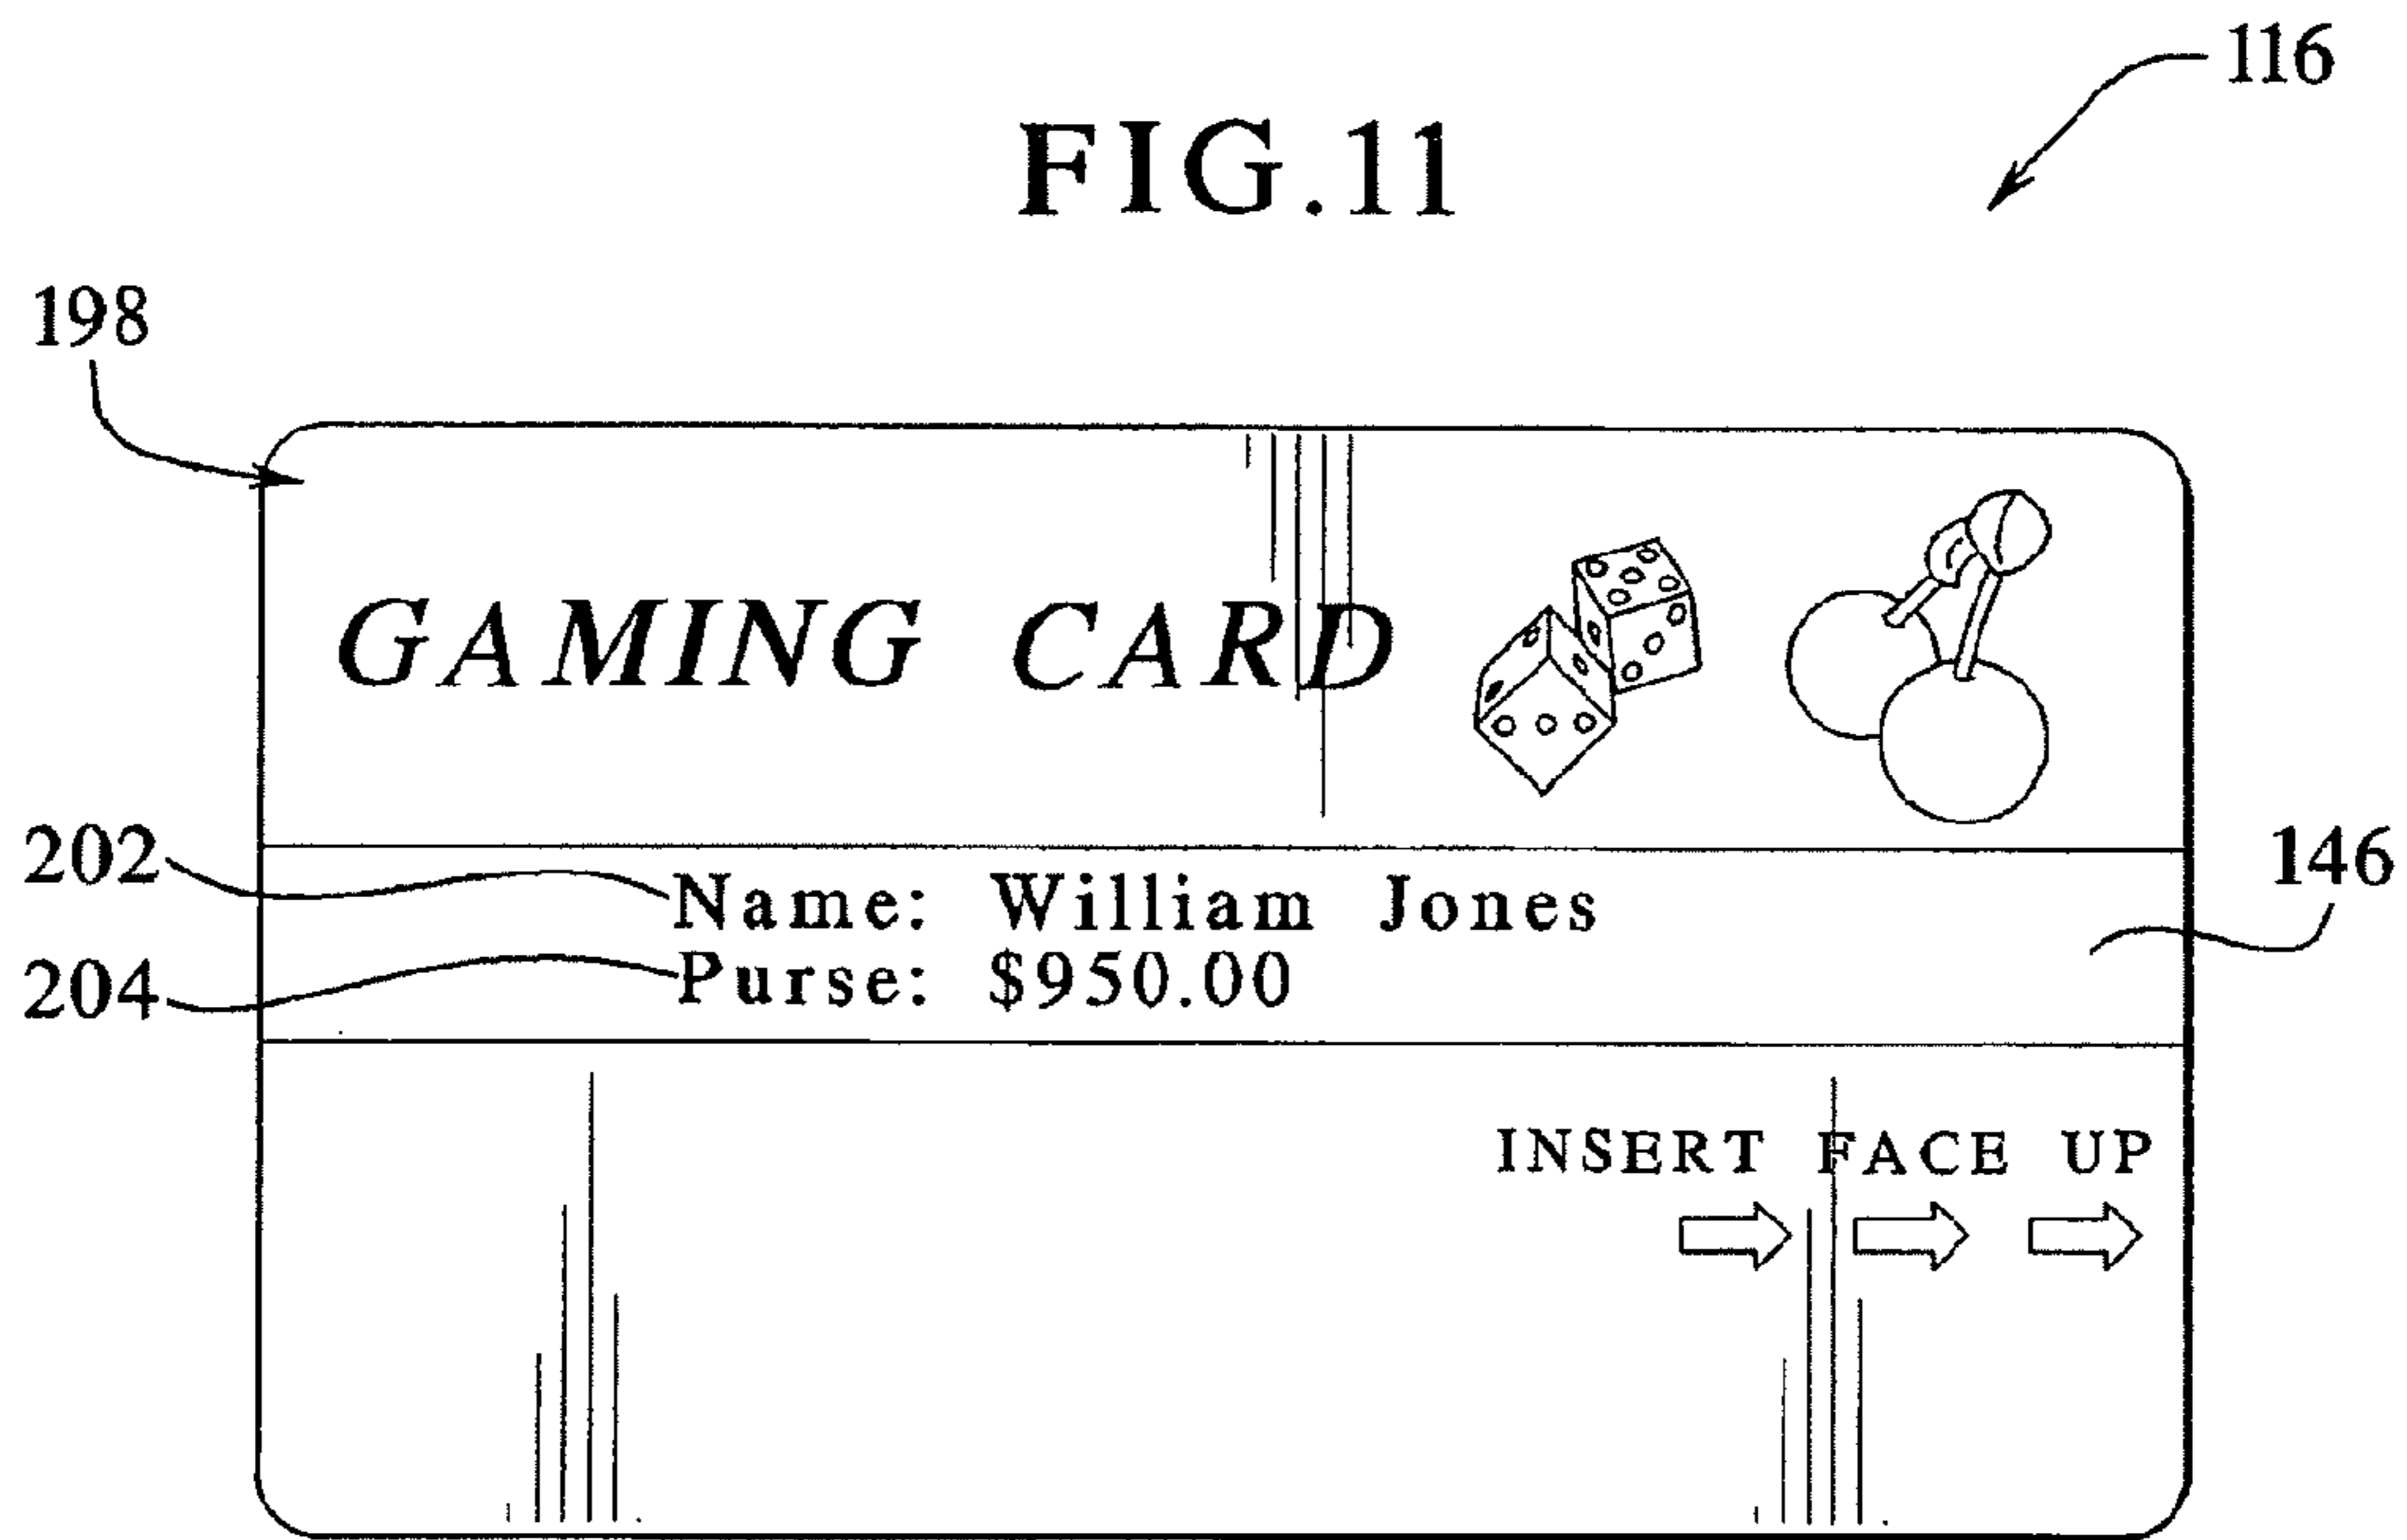 116
FIG.11
198
GAMING CARD
202
Name: William Jones
146
204
Purse: $950.00
INSERT FACE UP